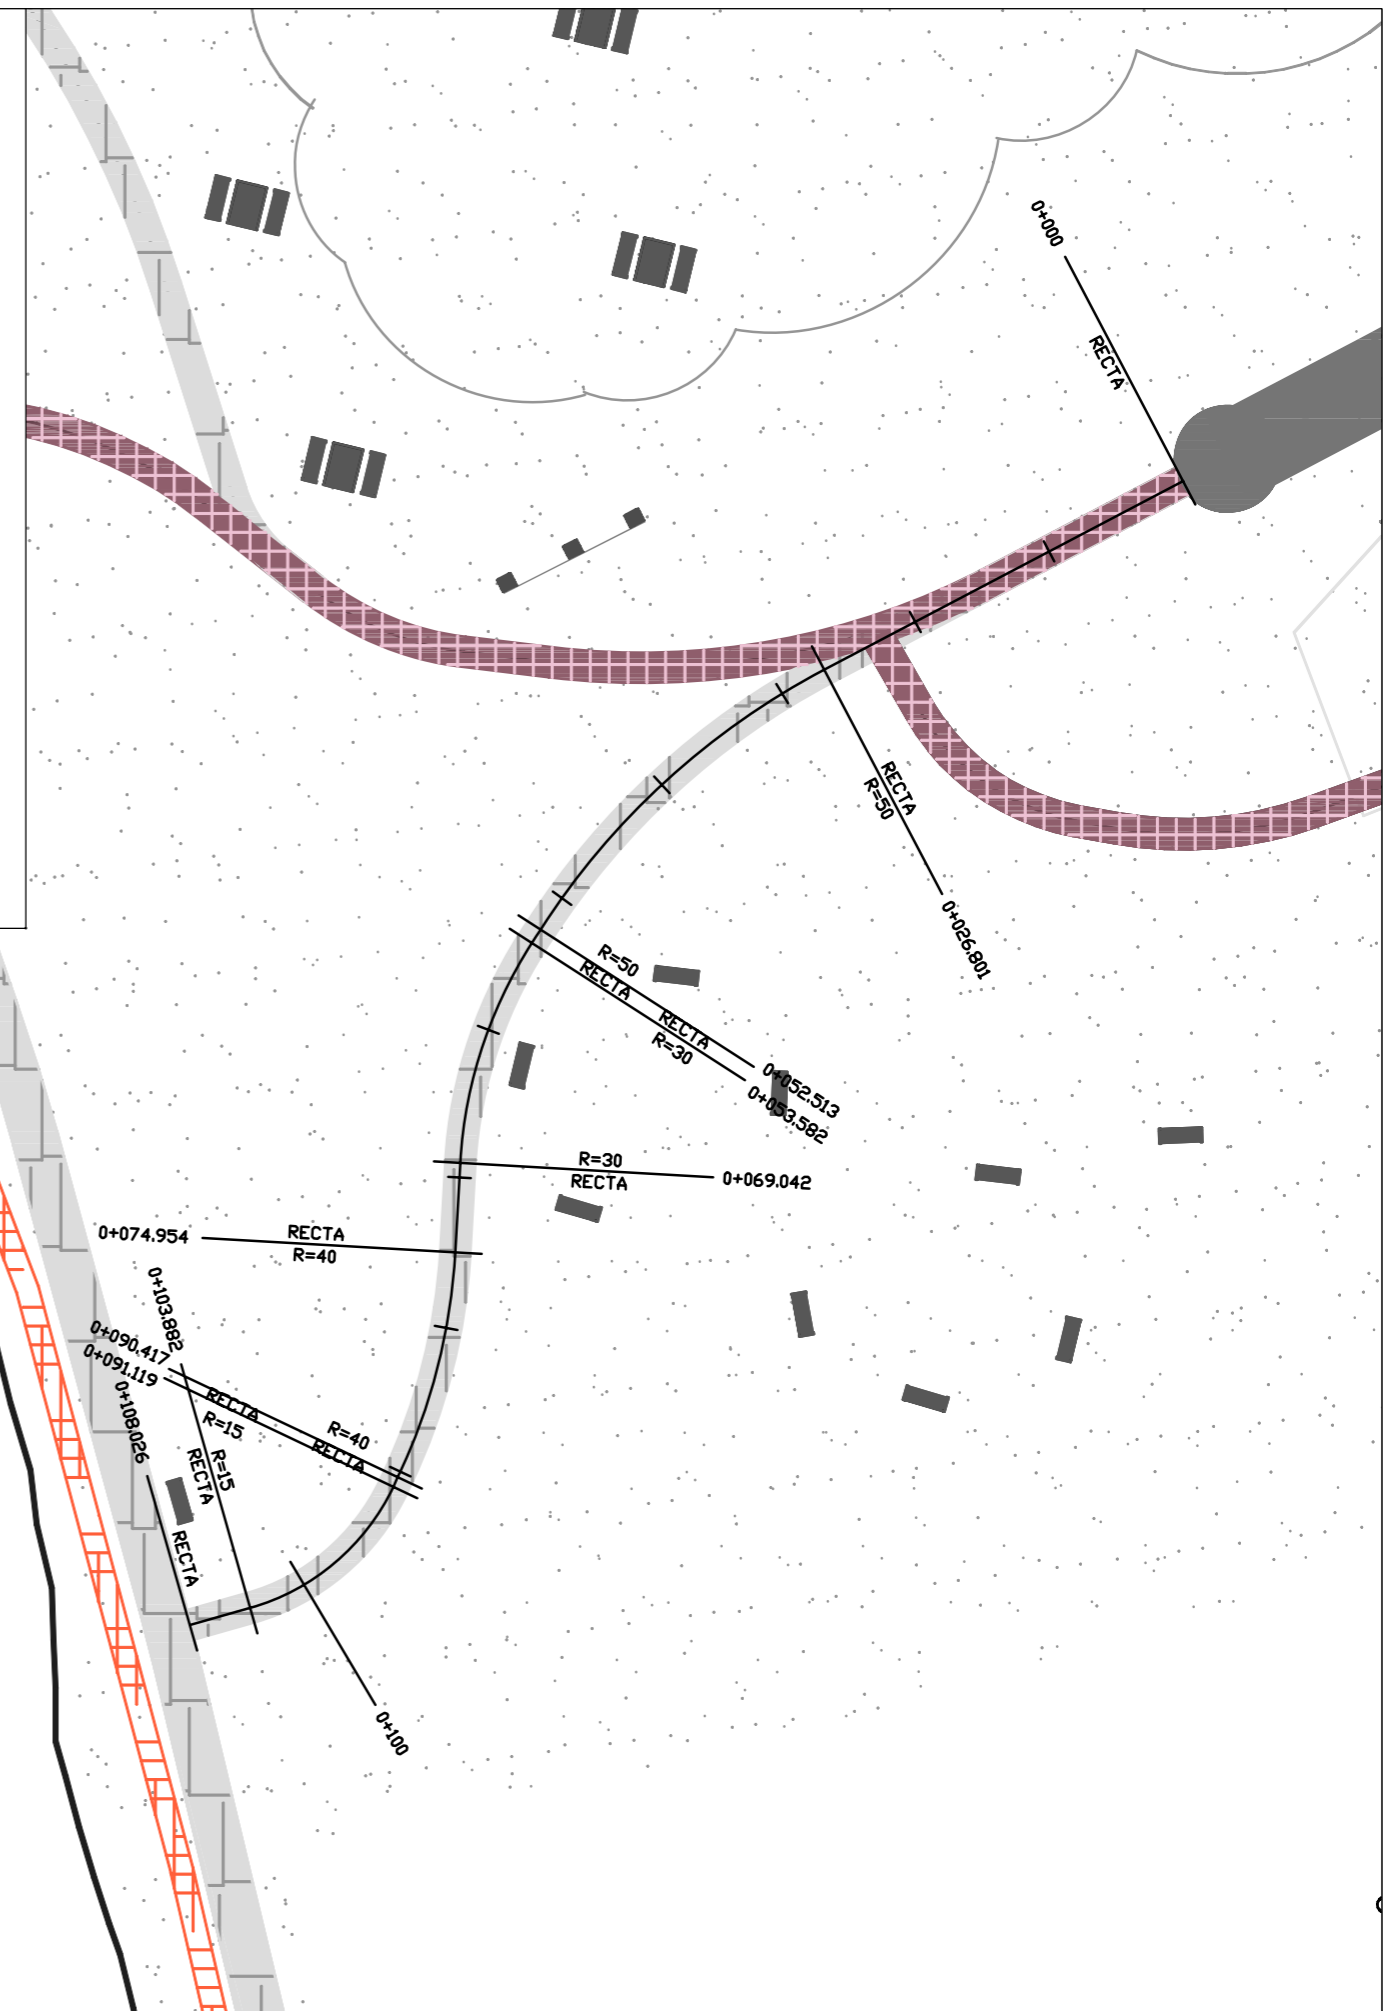 0+000
RECTA
RECTA
R=50
0+026.801
R=50
RECTA
RECTA
R=30
0+052.513
0+053.582
R=30
RECTA
0+069.042
0+074.954
RECTA
R=40
0+103.882
0+090.417
0+091.119
0+108.026
RECTA
R=15
R=40
RECTA
R=15
RECTA
RECTA
0+100